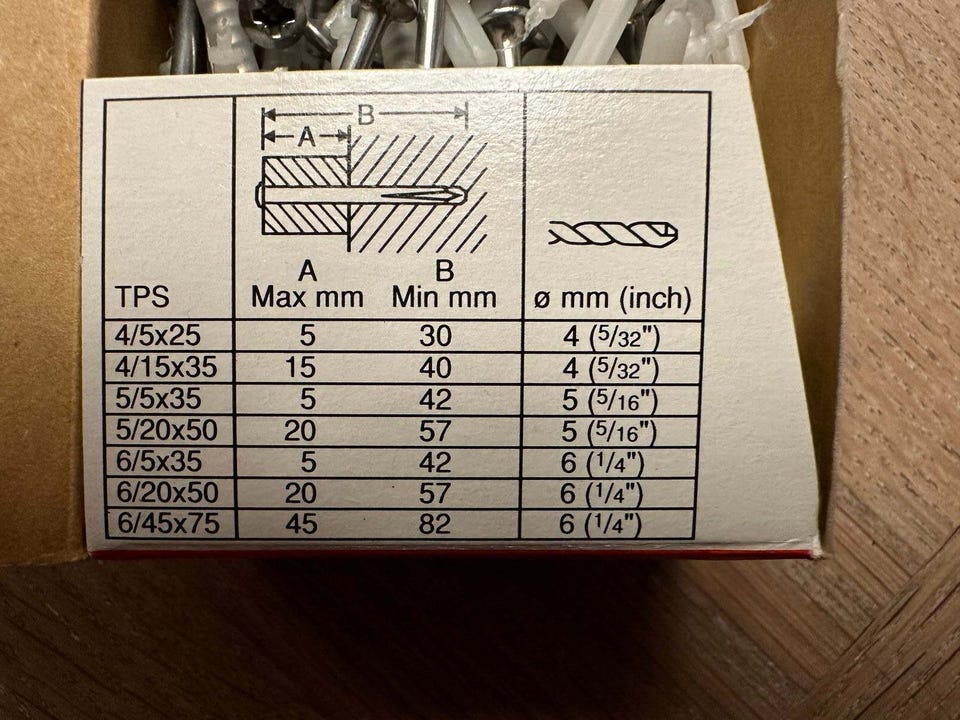 B
A
A B
TPS Max mm Min mm ø mm (inch)
4/5x25 5 30 4 (5/32")
4/15x35 15 40 4 (5/32")
5/5x35 5 42 5 (5/16")
5/20x50 20 57 5 (5/16")
6/5x35 5 42 6 (1/4")
6/20x50 20 57 6 (1/4")
6/45x75 45 82 6 (1/4")